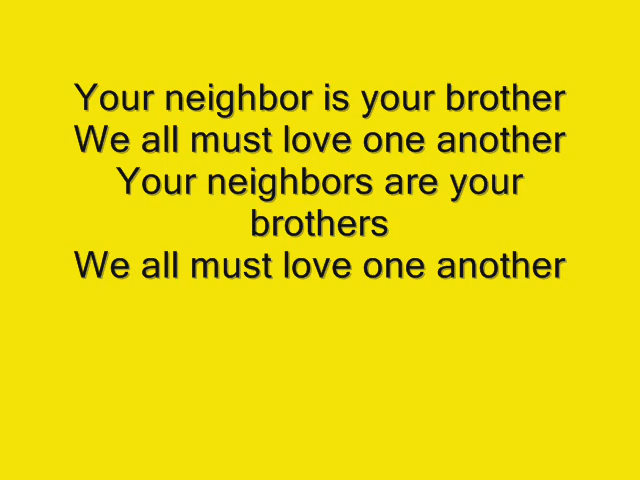 Your neighbor is your brother
We all must love one another
Your neighbors are your
brothers
We all must love one another